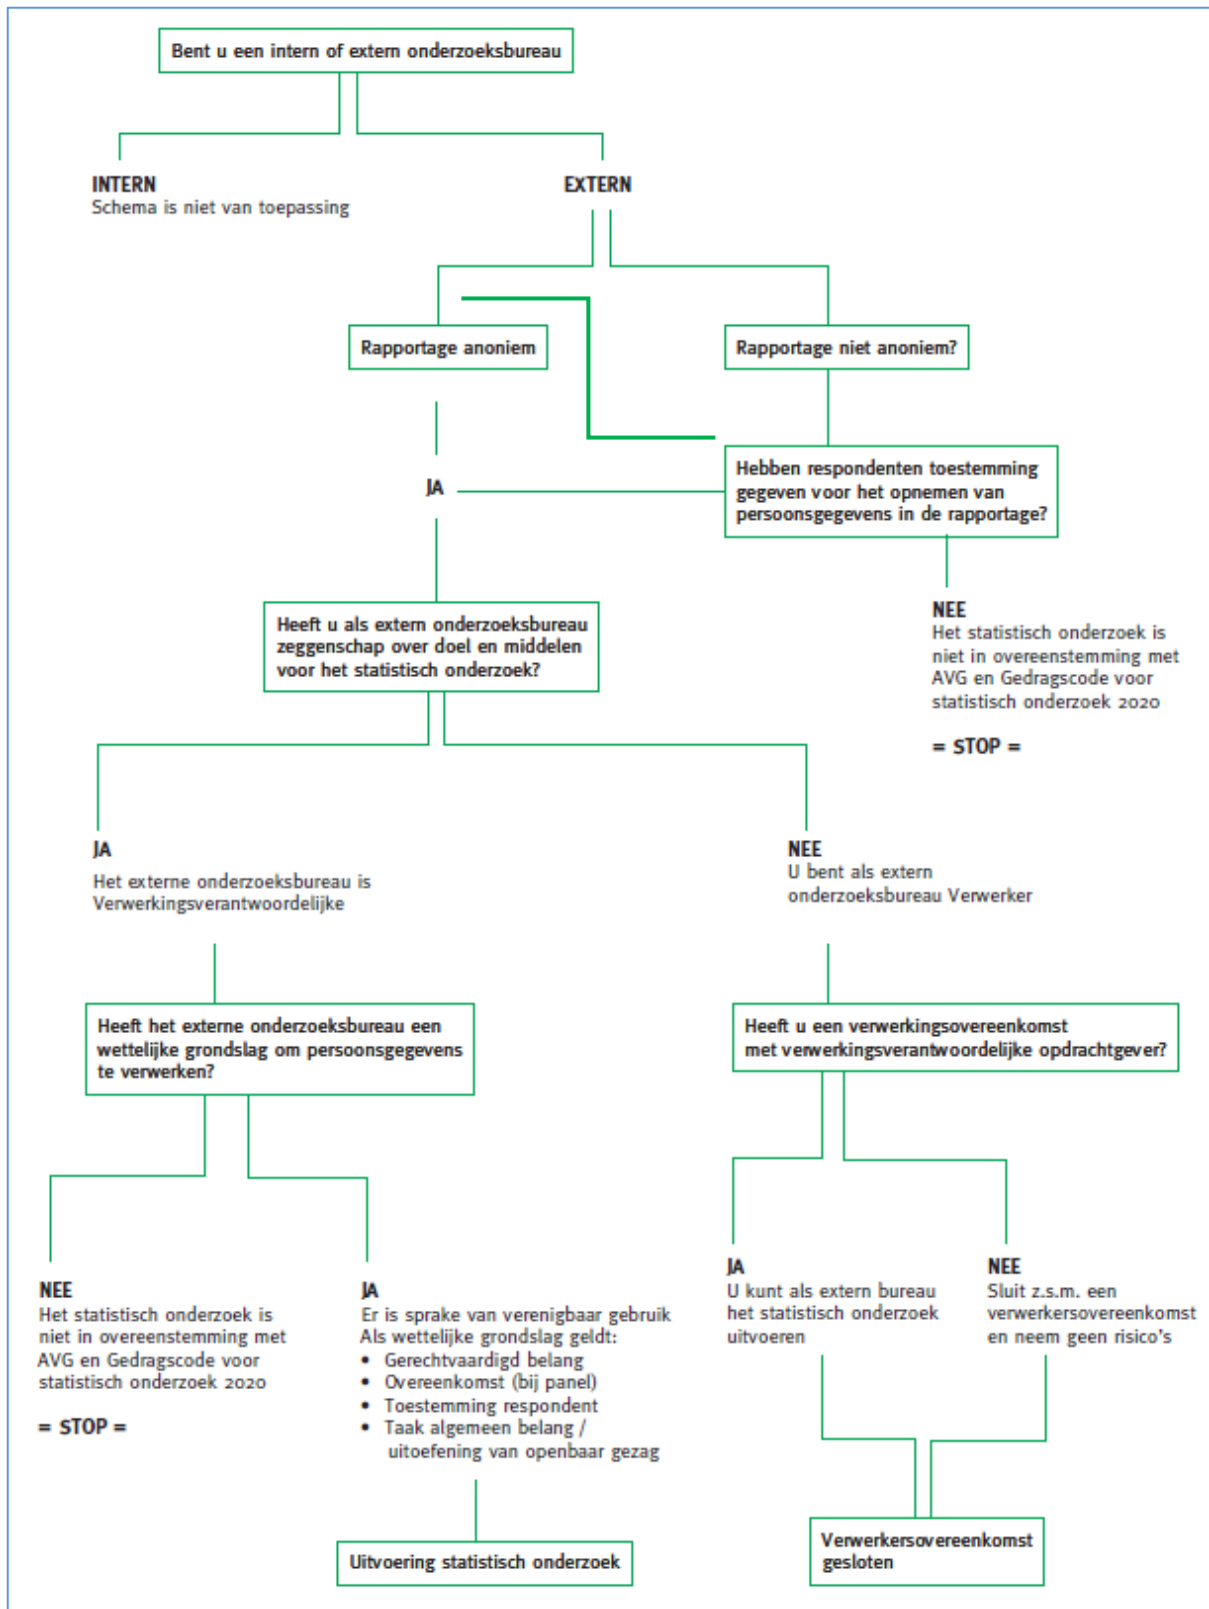 Bent u een intern of extern onderzoeksbureau
INTERN
Schema is niet van toepassing
EXTERN
Rapportage anoniem
Rapportage niet anoniem?
JA
Hebben respondenten toestemming
gegeven voor het opnemen van
persoonsgegevens in de rapportage?
NEE
Het statistisch onderzoek is
niet in overeenstemming met
AVG en Gedragscode voor
statistisch onderzoek 2020
= STOP =
Heeft u als extern onderzoeksbureau
zeggenschap over doel en middelen
voor het statistisch onderzoek?
JA
Het externe onderzoeksbureau is
Verwerkingsverantwoordelijke
NEE
U bent als extern
onderzoeksbureau Verwerker
Heeft het externe onderzoeksbureau een
wettelijke grondslag om persoonsgegevens
te verwerken?
Heeft u een verwerkingsovereenkomst
met verwerkingsverantwoordelijke opdrachtgever?
NEE
Het statistisch onderzoek is
niet in overeenstemming met
AVG en Gedragscode voor
statistisch onderzoek 2020
= STOP =
JA
Er is sprake van verenigbaar gebruik
Als wettelijke grondslag geldt:
• Gerechtvaardigd belang
• Overeenkomst (bij panel)
• Toestemming respondent
• Taak algemeen belang /
uitoefening van openbaar gezag
JA
U kunt als extern bureau
het statistisch onderzoek
uitvoeren
NEE
Sluit z.s.m. een
verwerkersovereenkomst
en neem geen risico's
Uitvoering statistisch onderzoek
Verwerkersovereenkomst
gesloten